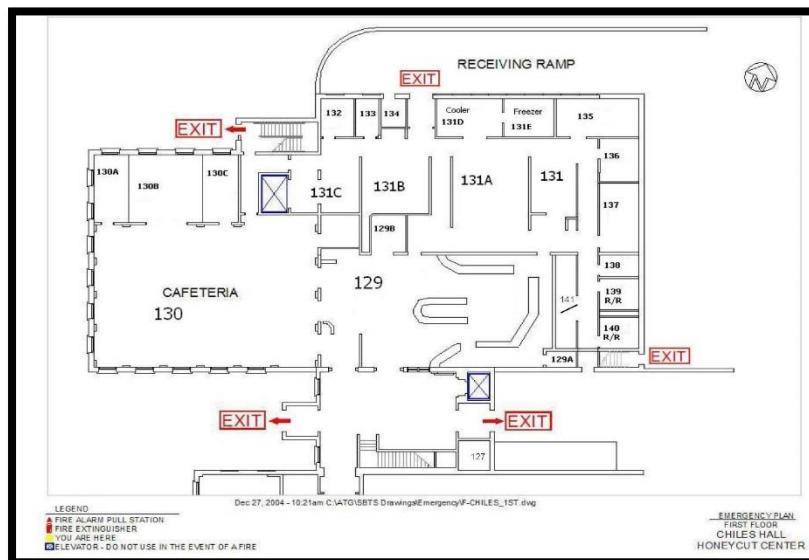 RECEIVING RAMP
EXIT
N
EXIT
132
133
134
Cooler
131D
Freezer
131E
135
136
130A
130B
130C
131C
131B
131A
131
137
129B
138
CAFETERIA
130
129
141
139
R/R
140
R/R
129A
EXIT
EXIT
EXIT
127
Dec 27, 2004 - 10:21am C:\ATG\SBTS Drawings\Emergency\F-CHILES_1ST.dwg
LEGEND
FIRE ALARM PULL STATION
FIRE EXTINGUISHER
YOU ARE HERE
ELEVATOR - DO NOT USE IN THE EVENT OF A FIRE
EMERGENCY PLAN
FIRST FLOOR
CHILES HALL
HONEYCUT CENTER